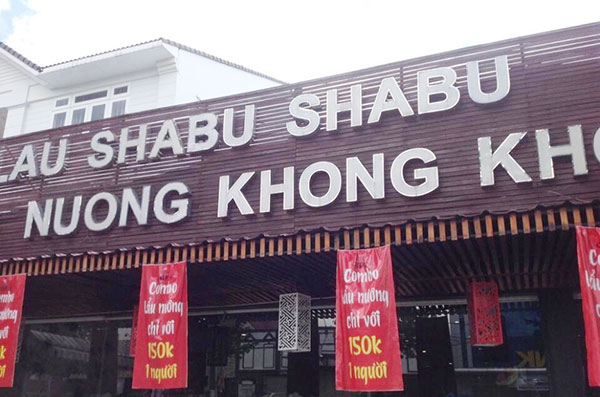 LAU SHABU SHABU
NUONG KHONG KHO
Combo
lẩu nướng
chỉ với
150k
1 người
Combo
lẩu nướng
chỉ với
150k
1 người